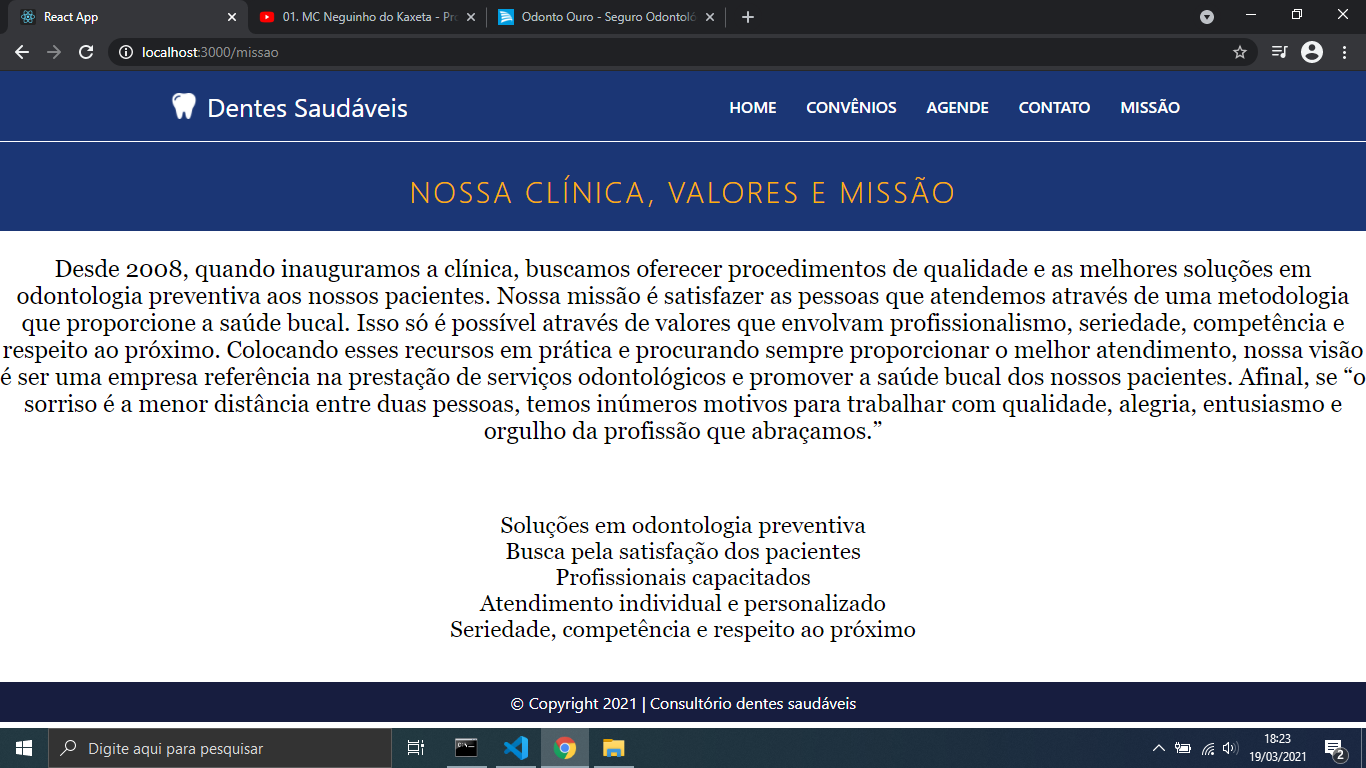 React App
01. MC Neguinho do Kaxeta - Pro
Odonto Ouro - Seguro Odontoló
localhost:3000/missao
Dentes Saudáveis
HOME CONVÊNIOS AGENDE CONTATO MISSÃO
NOSSA CLÍNICA, VALORES E MISSÃO
Desde 2008, quando inauguramos a clínica, buscamos oferecer procedimentos de qualidade e as melhores soluções em
odontologia preventiva aos nossos pacientes. Nossa missão é satisfazer as pessoas que atendemos através de uma metodologia
que proporcione a saúde bucal. Isso só é possível através de valores que envolvam profissionalismo, seriedade, competência e
respeito ao próximo. Colocando esses recursos em prática e procurando sempre proporcionar o melhor atendimento, nossa visão
é ser uma empresa referência na prestação de serviços odontológicos e promover a saúde bucal dos nossos pacientes. Afinal, se “o
sorriso é a menor distância entre duas pessoas, temos inúmeros motivos para trabalhar com qualidade, alegria, entusiasmo e
orgulho da profissão que abraçamos.”
Soluções em odontologia preventiva
Busca pela satisfação dos pacientes
Profissionais capacitados
Atendimento individual e personalizado
Seriedade, competência e respeito ao próximo
© Copyright 2021 | Consultório dentes saudáveis
Digite aqui para pesquisar
18:23
19/03/2021
2